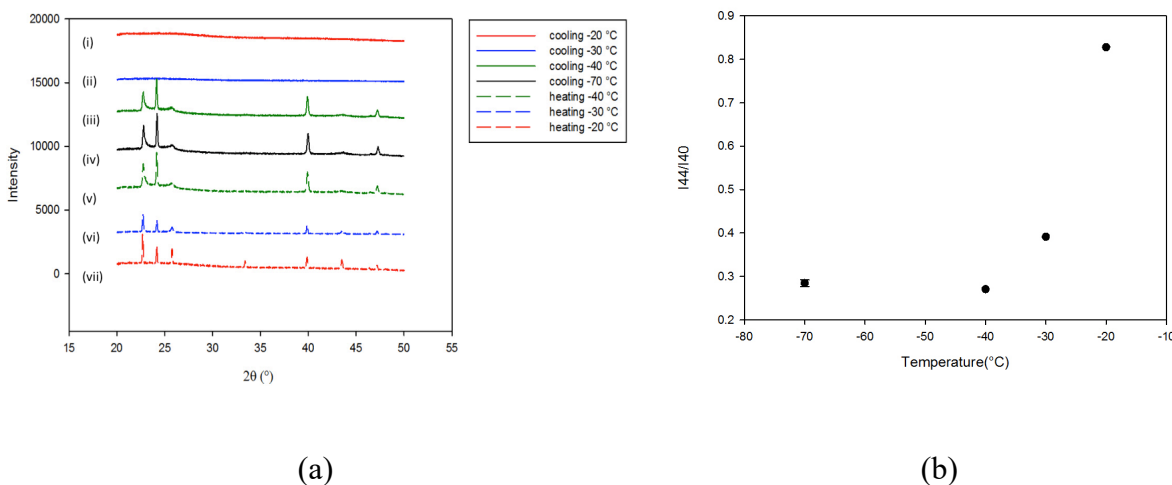 20000
15000
10000
5000
0
Intensity
(i)
(ii)
(iii)
(iv)
(v)
(vi)
(vii)
15 20 25 30 35 40 45 50 55
2θ (°)
cooling -20 °C
cooling -30 °C
cooling -40 °C
cooling -70 °C
heating -40 °C
heating -30 °C
heating -20 °C
(a)
0.9
0.8
0.7
0.6
0.5
0.4
0.3
0.2
I44/I40
-80 -70 -60 -50 -40 -30 -20 -10
Temperature(°C)
(b)